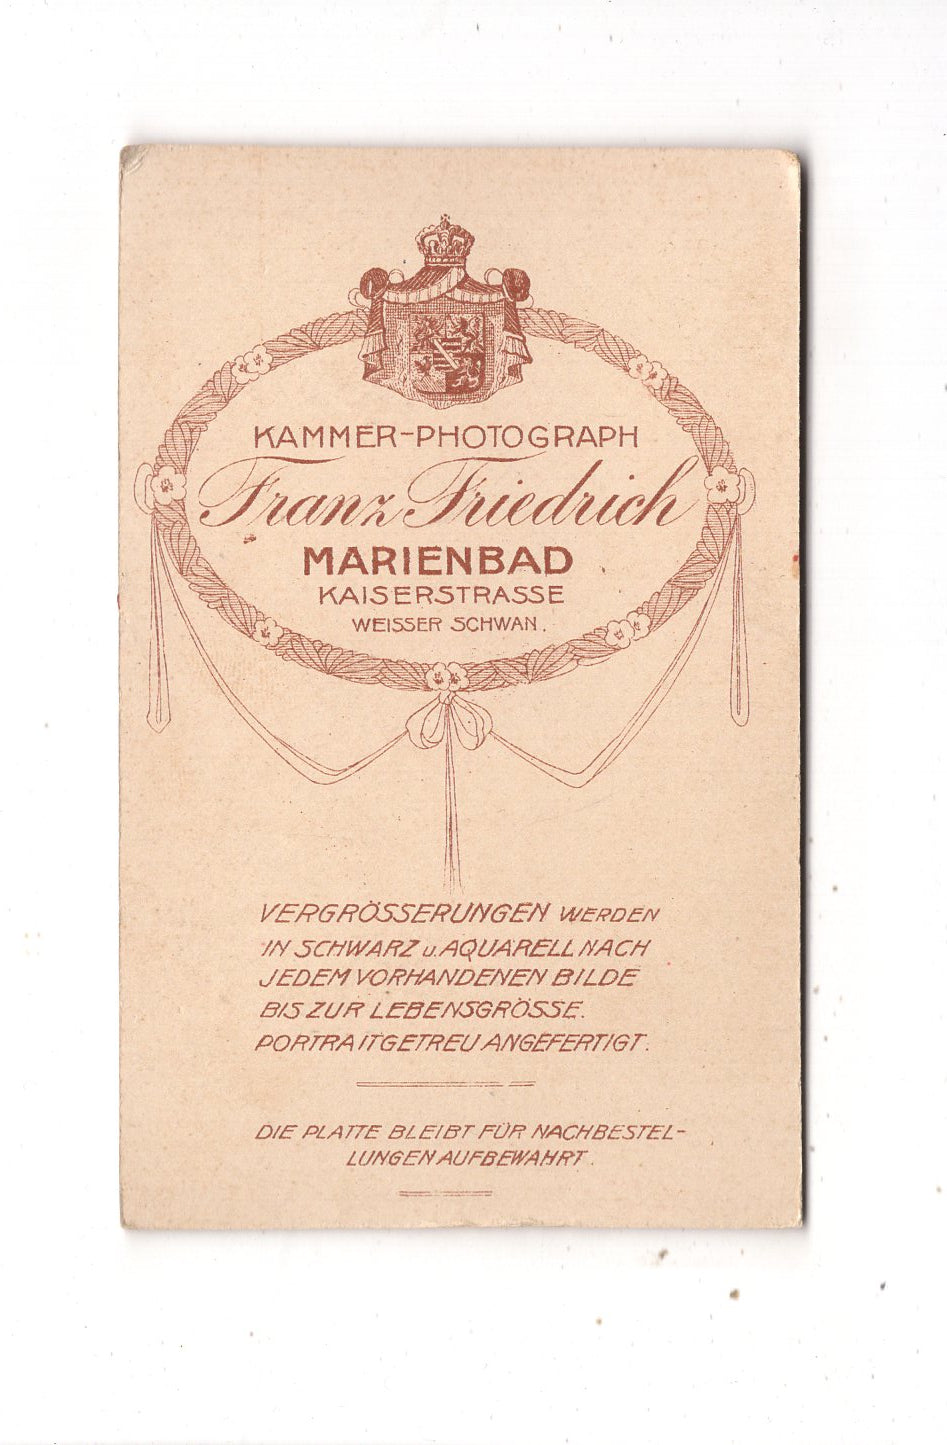 KAMMER-PHOTOGRAPH
Franz Friedrich
MARIENBAD
KAISERSTRASSE
WEISSER SCHWAN.
VERGRÖSSERUNGEN WERDEN
IN SCHWARZ u. AQUARELL NACH
JEDEM VORHANDENEN BILDE
BIS ZUR LEBENSGRÖSSE.
PORTRAITGETREU ANGEFERTIGT.
DIE PLATTE BLEIBT FÜR NACHBESTEL-
LUNGEN AUFBEWAHRT.